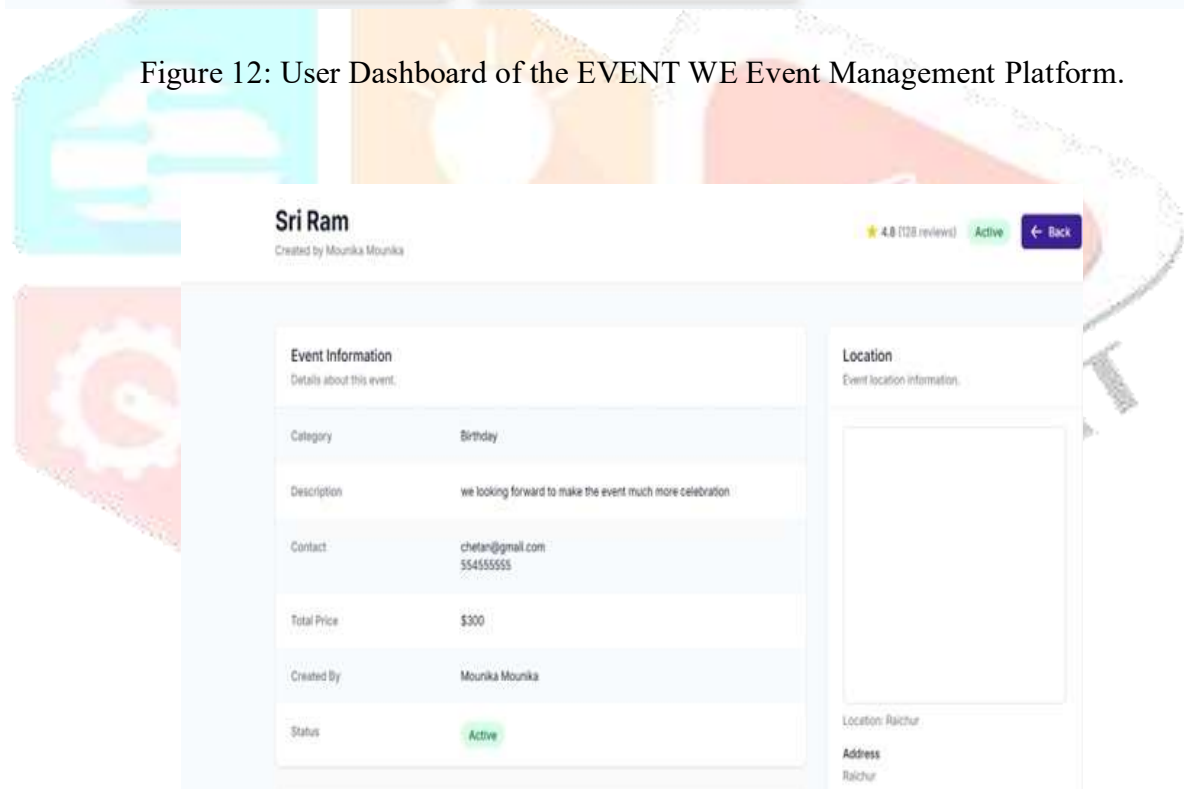 Figure 12: User Dashboard of the EVENT WE Event Management Platform.
Sri Ram
Created by Mounika Mounika
4.8 (128 reviews) Active ← Back
Event Information
Details about this event.
Category Birthday
Description we looking forward to make the event much more celebration
Contact chetan@gmail.com
554555555
Total Price $300
Created By Mounika Mounika
Status Active
Location
Event location information.
Location: Raichur
Address
Raichur